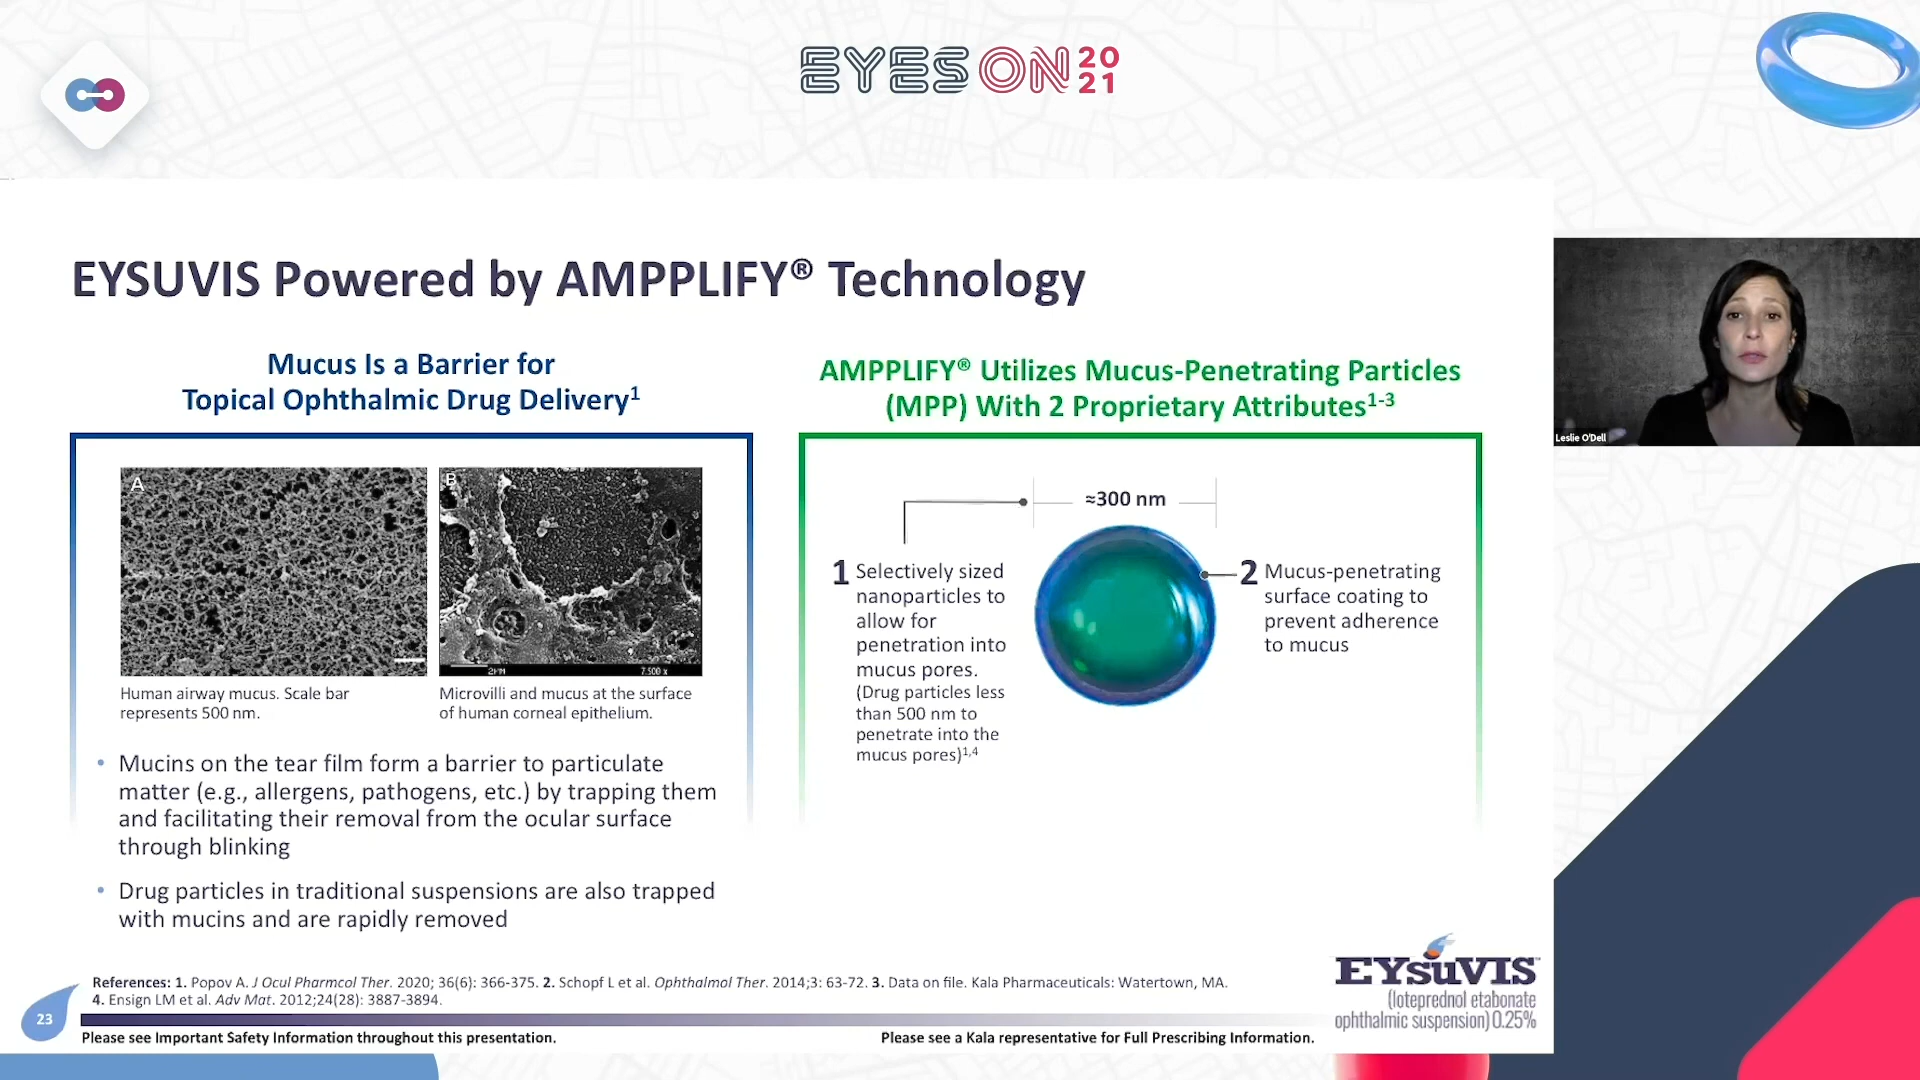 EYES ON 20
21
EYSUVIS Powered by AMPPLIFY® Technology
Mucus Is a Barrier for
Topical Ophthalmic Drug Delivery1
A
B
2µM
7.500 x
Human airway mucus. Scale bar
represents 500 nm.
Microvilli and mucus at the surface
of human corneal epithelium.
• Mucins on the tear film form a barrier to particulate
matter (e.g., allergens, pathogens, etc.) by trapping them
and facilitating their removal from the ocular surface
through blinking
• Drug particles in traditional suspensions are also trapped
with mucins and are rapidly removed
AMPPLIFY® Utilizes Mucus-Penetrating Particles
(MPP) With 2 Proprietary Attributes1-3
≈300 nm
1 Selectively sized
nanoparticles to
allow for
penetration into
mucus pores.
(Drug particles less
than 500 nm to
penetrate into the
mucus pores)1,4
2 Mucus-penetrating
surface coating to
prevent adherence
to mucus
Leslie O'Dell
References: 1. Popov A. J Ocul Pharmcol Ther. 2020; 36(6): 366-375. 2. Schopf L et al. Ophthalmol Ther. 2014;3: 63-72. 3. Data on file. Kala Pharmaceuticals: Watertown, MA.
4. Ensign LM et al. Adv Mat. 2012;24(28): 3887-3894.
EYSUVIS™
(loteprednol etabonate
ophthalmic suspension) 0.25%
23
Please see Important Safety Information throughout this presentation.
Please see a Kala representative for Full Prescribing Information.